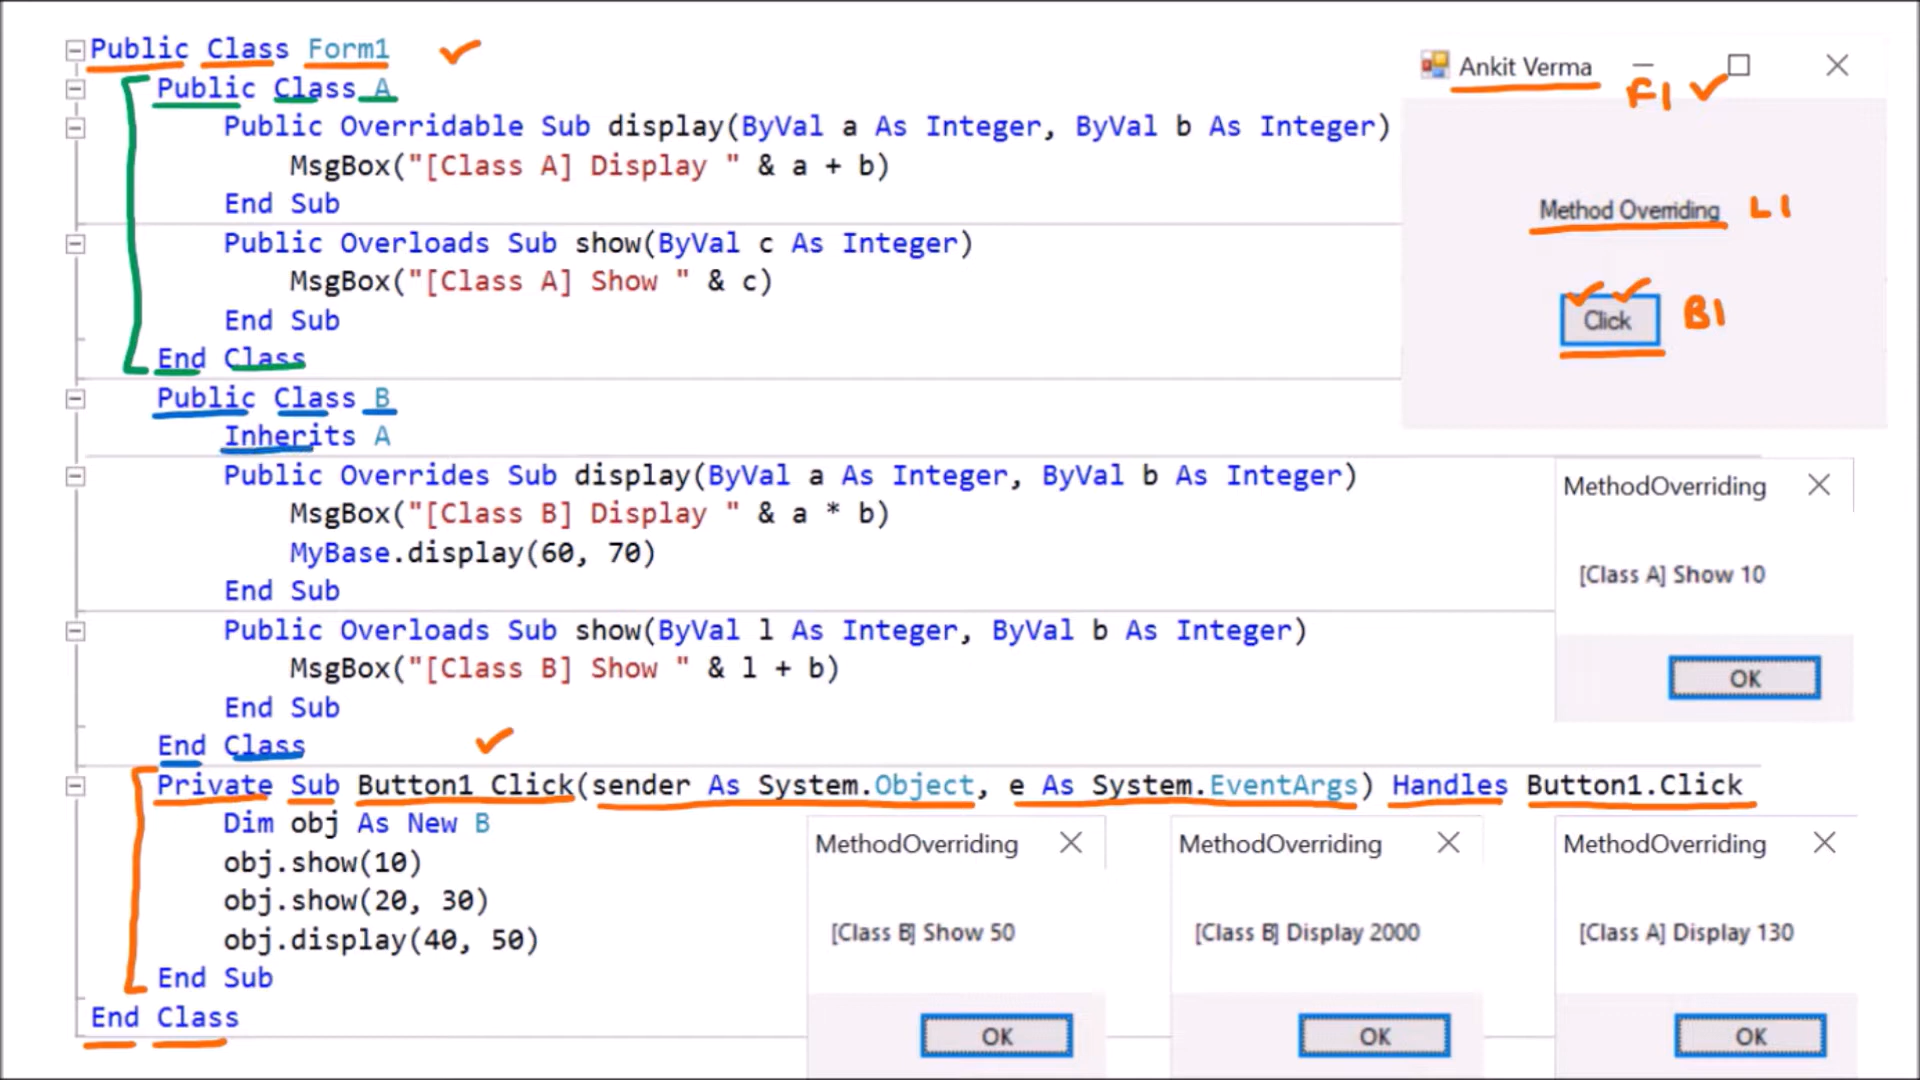 Public Class Form1
Public Class A
Public Overridable Sub display(ByVal a As Integer, ByVal b As Integer)
MsgBox("[Class A] Display " & a + b)
End Sub
Public Overloads Sub show(ByVal c As Integer)
MsgBox("[Class A] Show " & c)
End Sub
End Class
Public Class B
Inherits A
Public Overrides Sub display(ByVal a As Integer, ByVal b As Integer)
MsgBox("[Class B] Display " & a * b)
MyBase.display(60, 70)
End Sub
Public Overloads Sub show(ByVal l As Integer, ByVal b As Integer)
MsgBox("[Class B] Show " & l + b)
End Sub
End Class
Private Sub Button1_Click(sender As System.Object, e As System.EventArgs) Handles Button1.Click
Dim obj As New B
obj.show(10)
obj.show(20, 30)
obj.display(40, 50)
End Sub
End Class
Ankit Verma
F1
Method Overriding L1
Click B1
MethodOverriding
[Class A] Show 10
OK
MethodOverriding
[Class B] Show 50
OK
MethodOverriding
[Class B] Display 2000
OK
MethodOverriding
[Class A] Display 130
OK